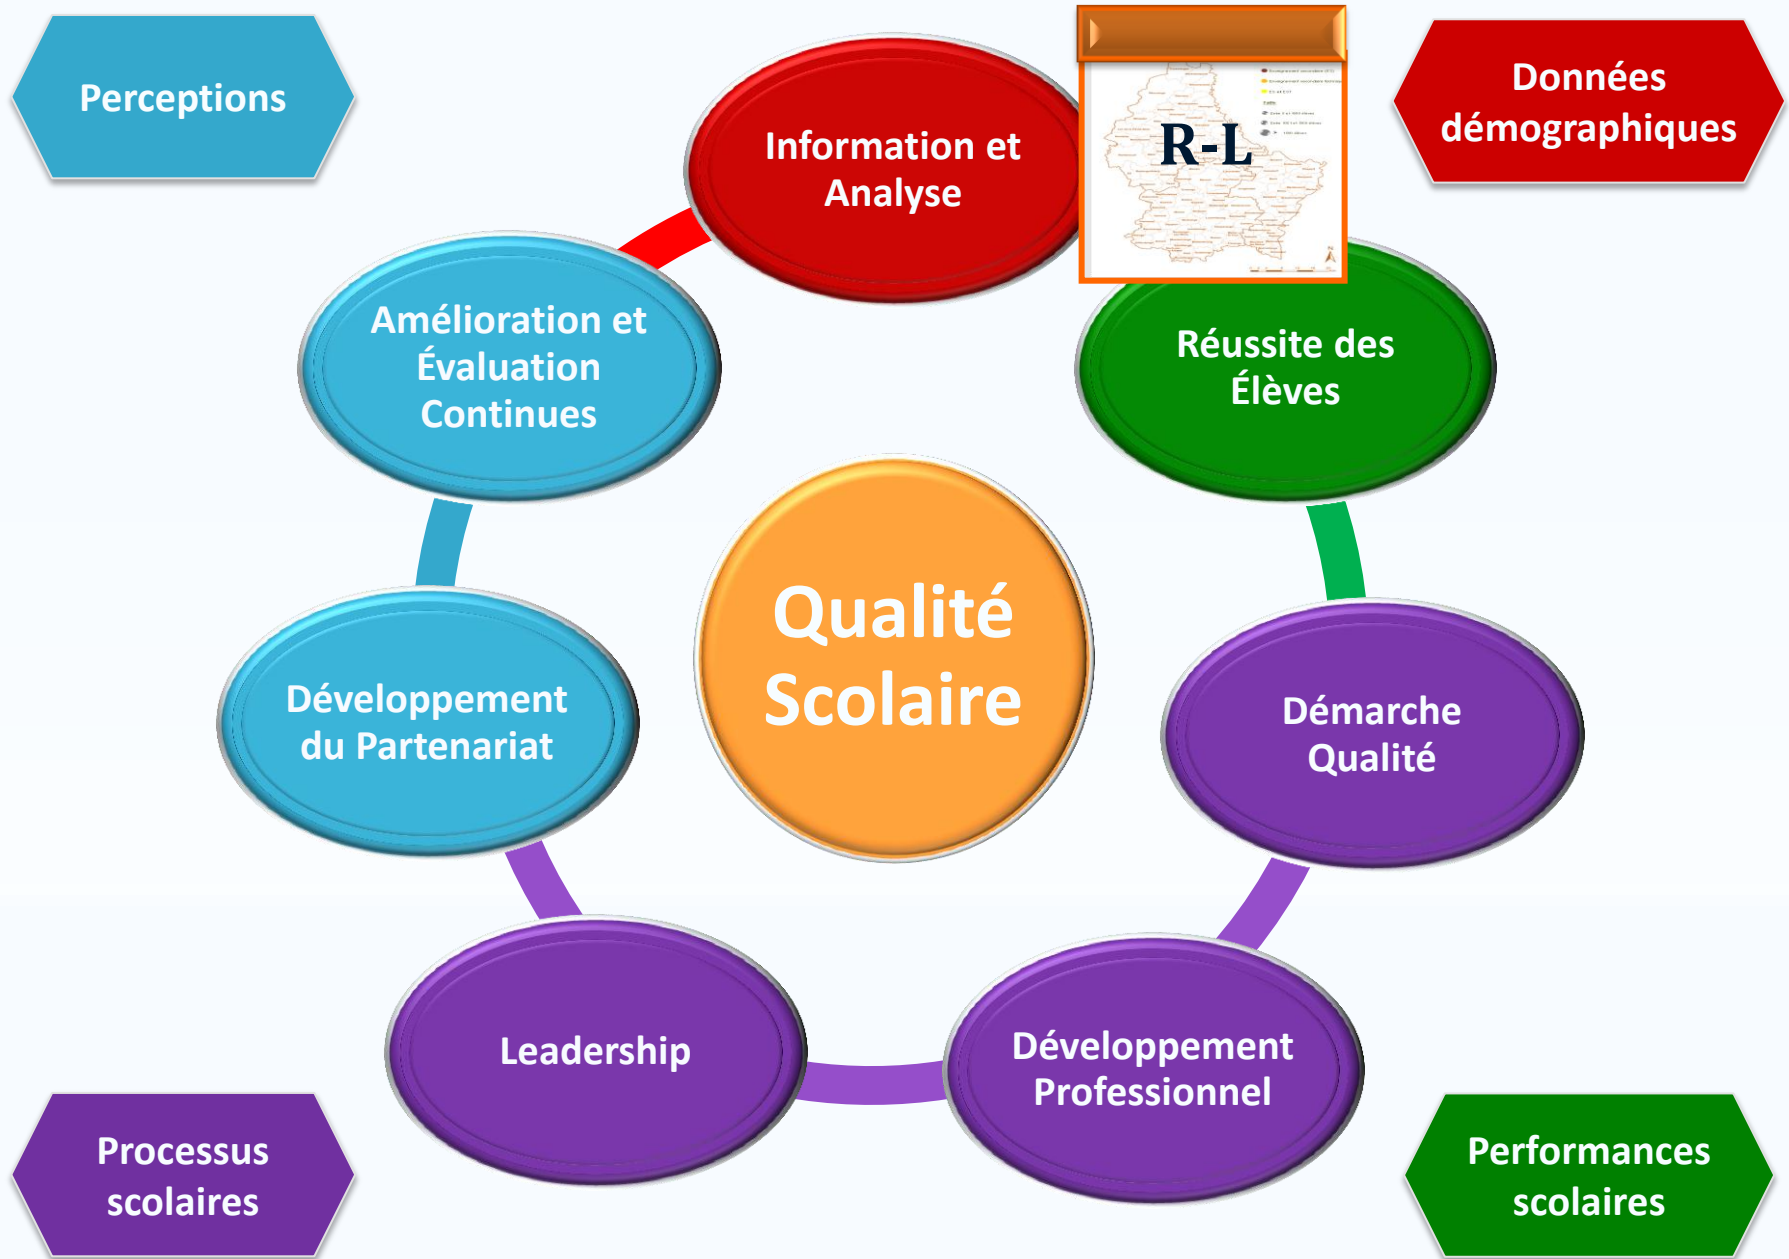 Perceptions
Information et
Analyse
R-L
Données
démographiques
Amélioration et
Évaluation
Continues
Réussite des
Élèves
Qualité
Scolaire
Développement
du Partenariat
Démarche
Qualité
Leadership
Développement
Professionnel
Processus
scolaires
Performances
scolaires